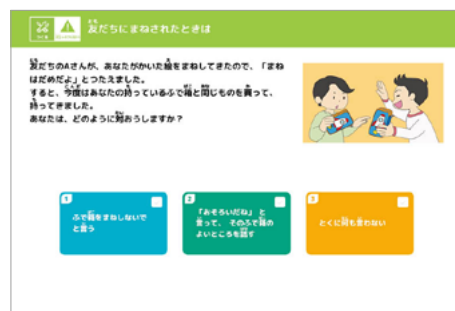 友だちにまねされたときは
友だちのAさんが、あなたがかいた絵をまねしてきたので、「まね
はだめだよ」とつたえました。
すると、今度はあなたの持っているふで箱と同じものを買って、
持ってきました。
あなたは、どのように対おうしますか？
1
ふで箱をまねしないで
と言う
2
「おそろいだね」と
言って、そのふで箱の
よいところを話す
3
とくに何も言わない